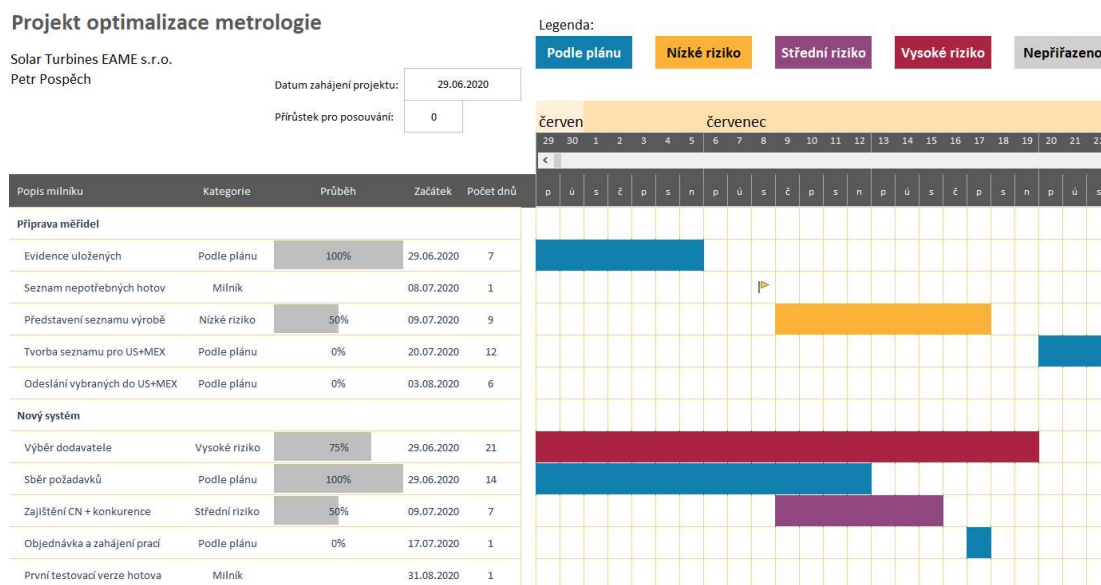 Projekt optimalizace metrologie
Solar Turbines EAME s.r.o.
Petr Pospěch
Datum zahájení projektu: 29.06.2020
Přírůstek pro posouvání: 0
Legenda:
Podle plánu Nízké riziko Střední riziko Vysoké riziko Nepřiřazeno
červen červenec
29 30 1 2 3 4 5 6 7 8 9 10 11 12 13 14 15 16 17 18 19 20 21 22
Popis milníku Kategorie Průběh Začátek Počet dnů p ú s č p s n p ú s č p s n p ú s č p s n p ú s
Připrava měřidel
Evidence uložených Podle plánu 100% 29.06.2020 7
Seznam nepotřebných hotov Milník 08.07.2020 1
Představení seznamu výrobě Nízké riziko 50% 09.07.2020 9
Tvorba seznamu pro US+MEX Podle plánu 0% 20.07.2020 12
Odeslání vybraných do US+MEX Podle plánu 0% 03.08.2020 6
Nový systém
Výběr dodavatele Vysoké riziko 75% 29.06.2020 21
Sběr požadavků Podle plánu 100% 29.06.2020 14
Zajištění CN + konkurence Střední riziko 50% 09.07.2020 7
Objednávka a zahájení prací Podle plánu 0% 17.07.2020 1
První testovací verze hotova Milník 31.08.2020 1